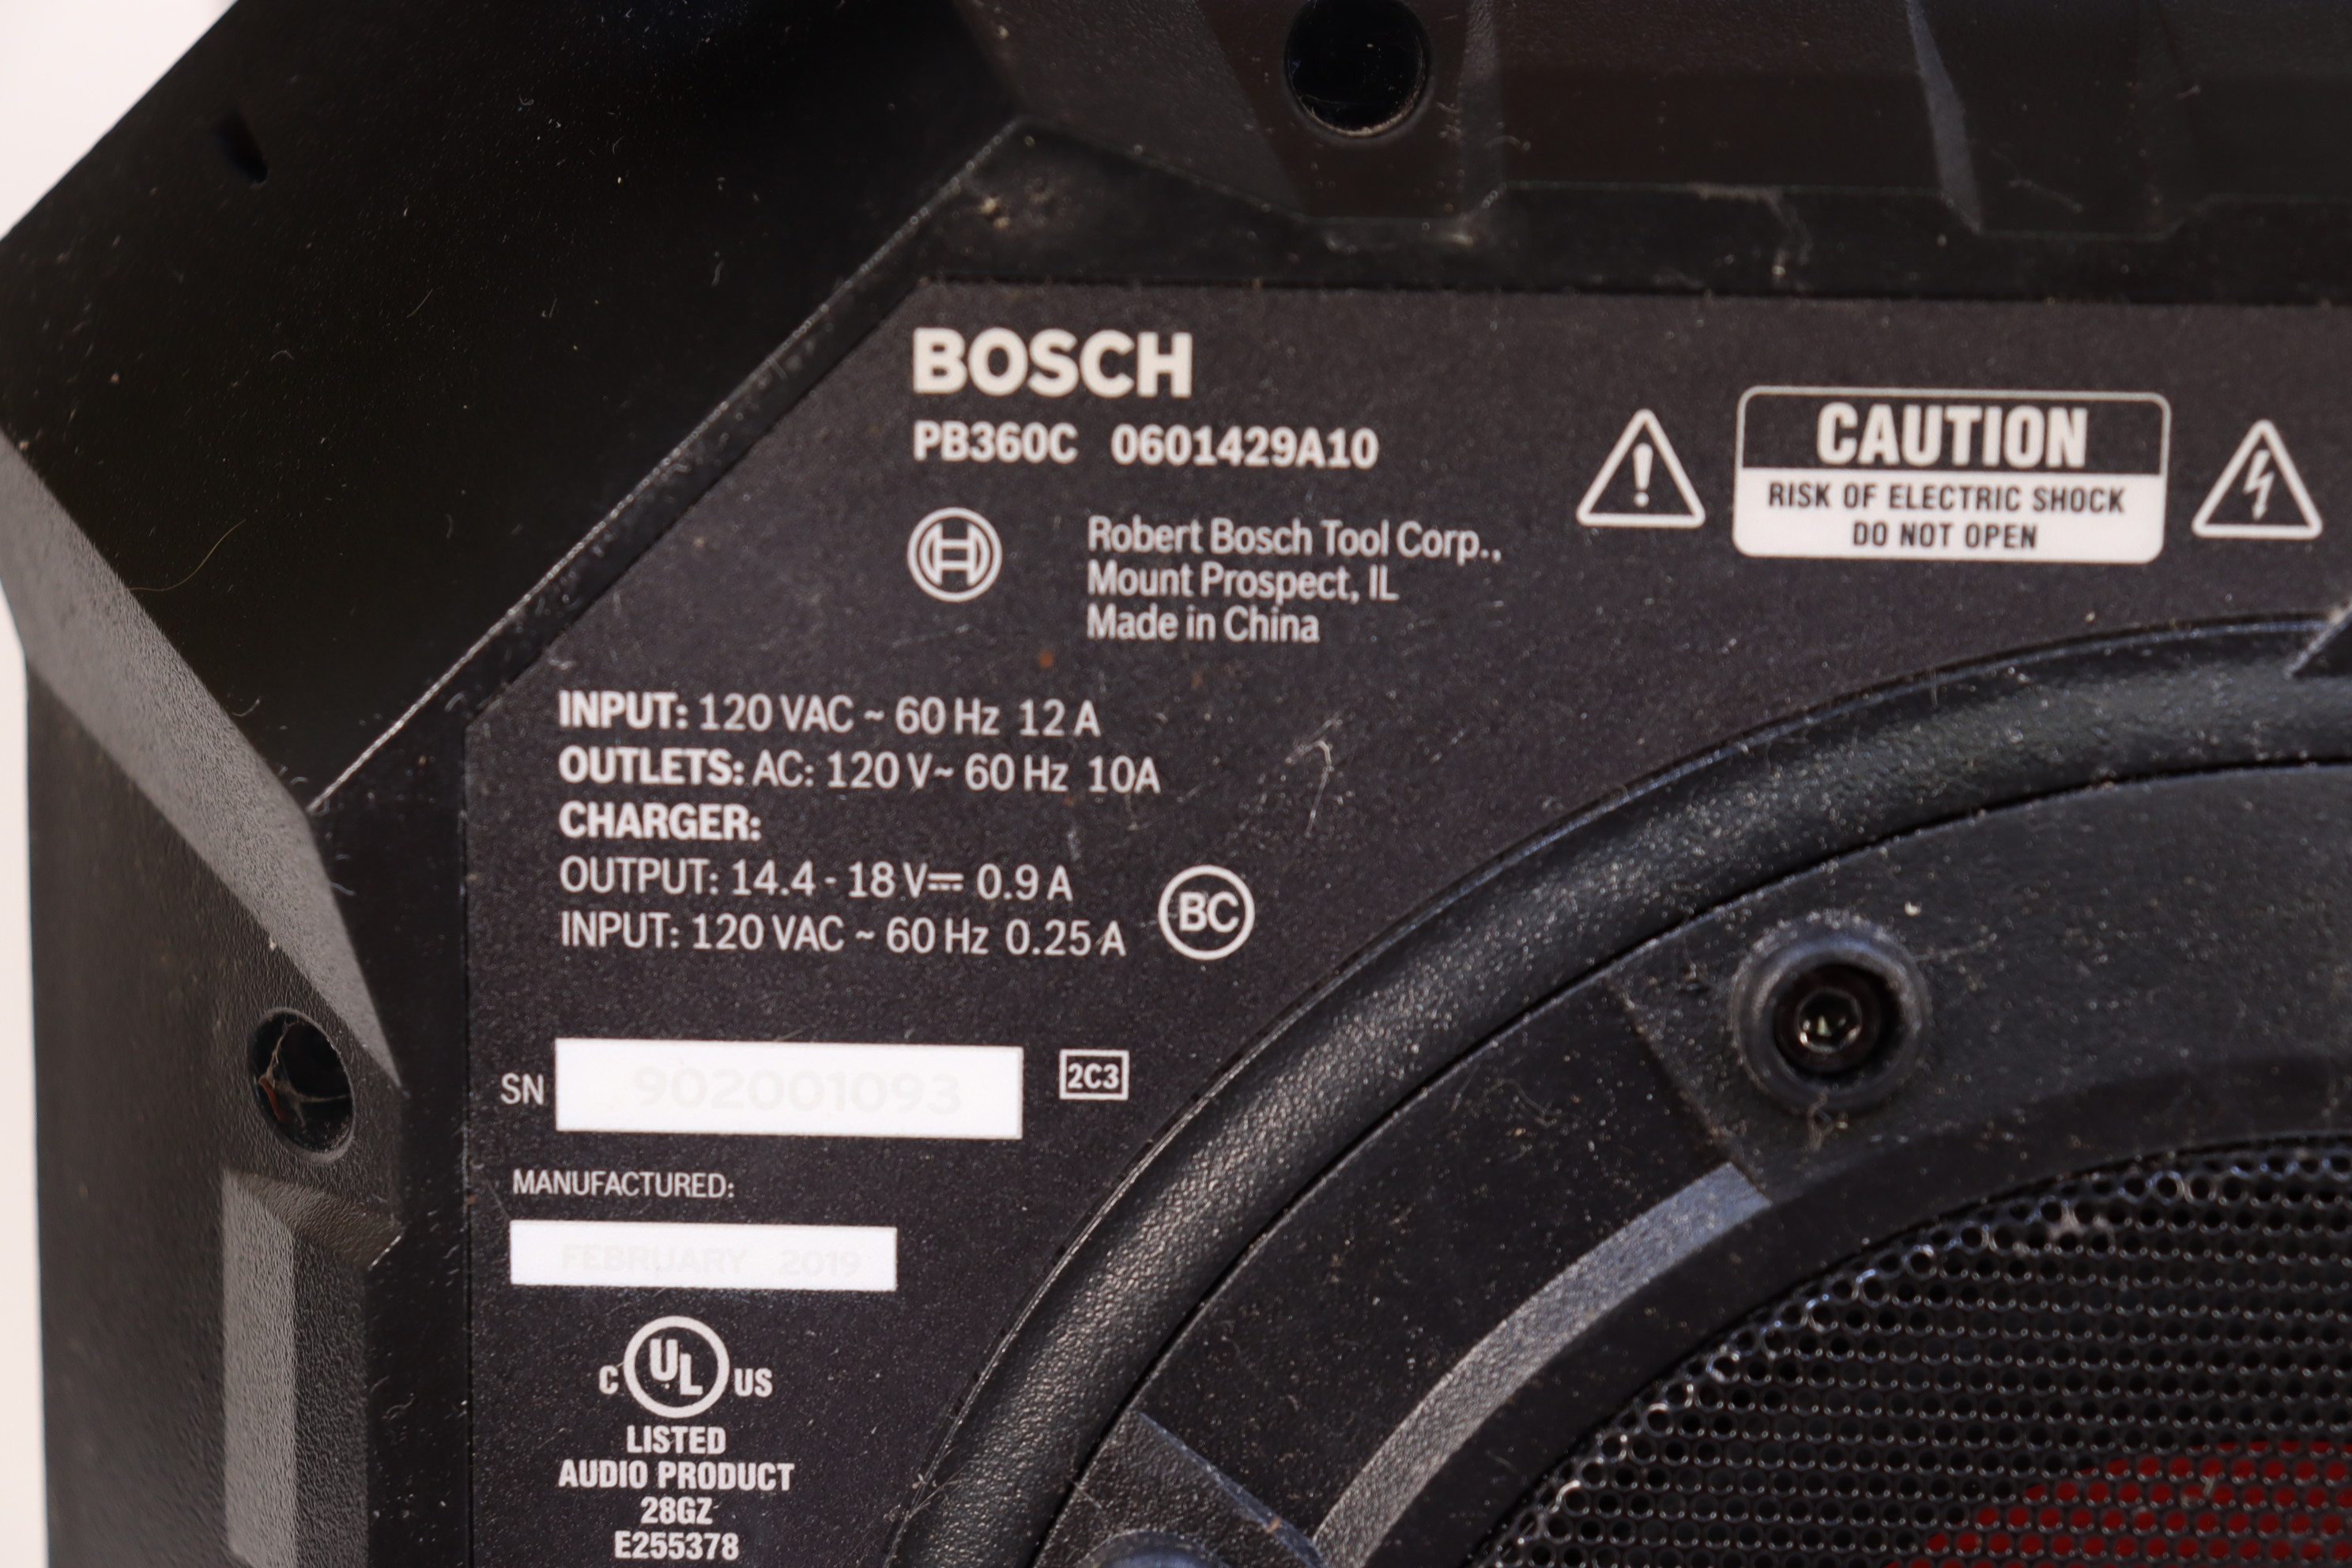 BOSCH
PB360C 0601429A10
Robert Bosch Tool Corp.,
Mount Prospect, IL
Made in China
CAUTION
RISK OF ELECTRIC SHOCK
DO NOT OPEN
INPUT: 120 VAC ~ 60 Hz 12 A
OUTLETS: AC: 120 V~ 60 Hz 10A
CHARGER:
OUTPUT: 14.4 - 18 V⎓ 0.9 A
INPUT: 120 VAC ~ 60 Hz 0.25 A
BC
SN 902001093
2C3
MANUFACTURED:
FEBRUARY 2019
C UL US
LISTED
AUDIO PRODUCT
28GZ
E255378